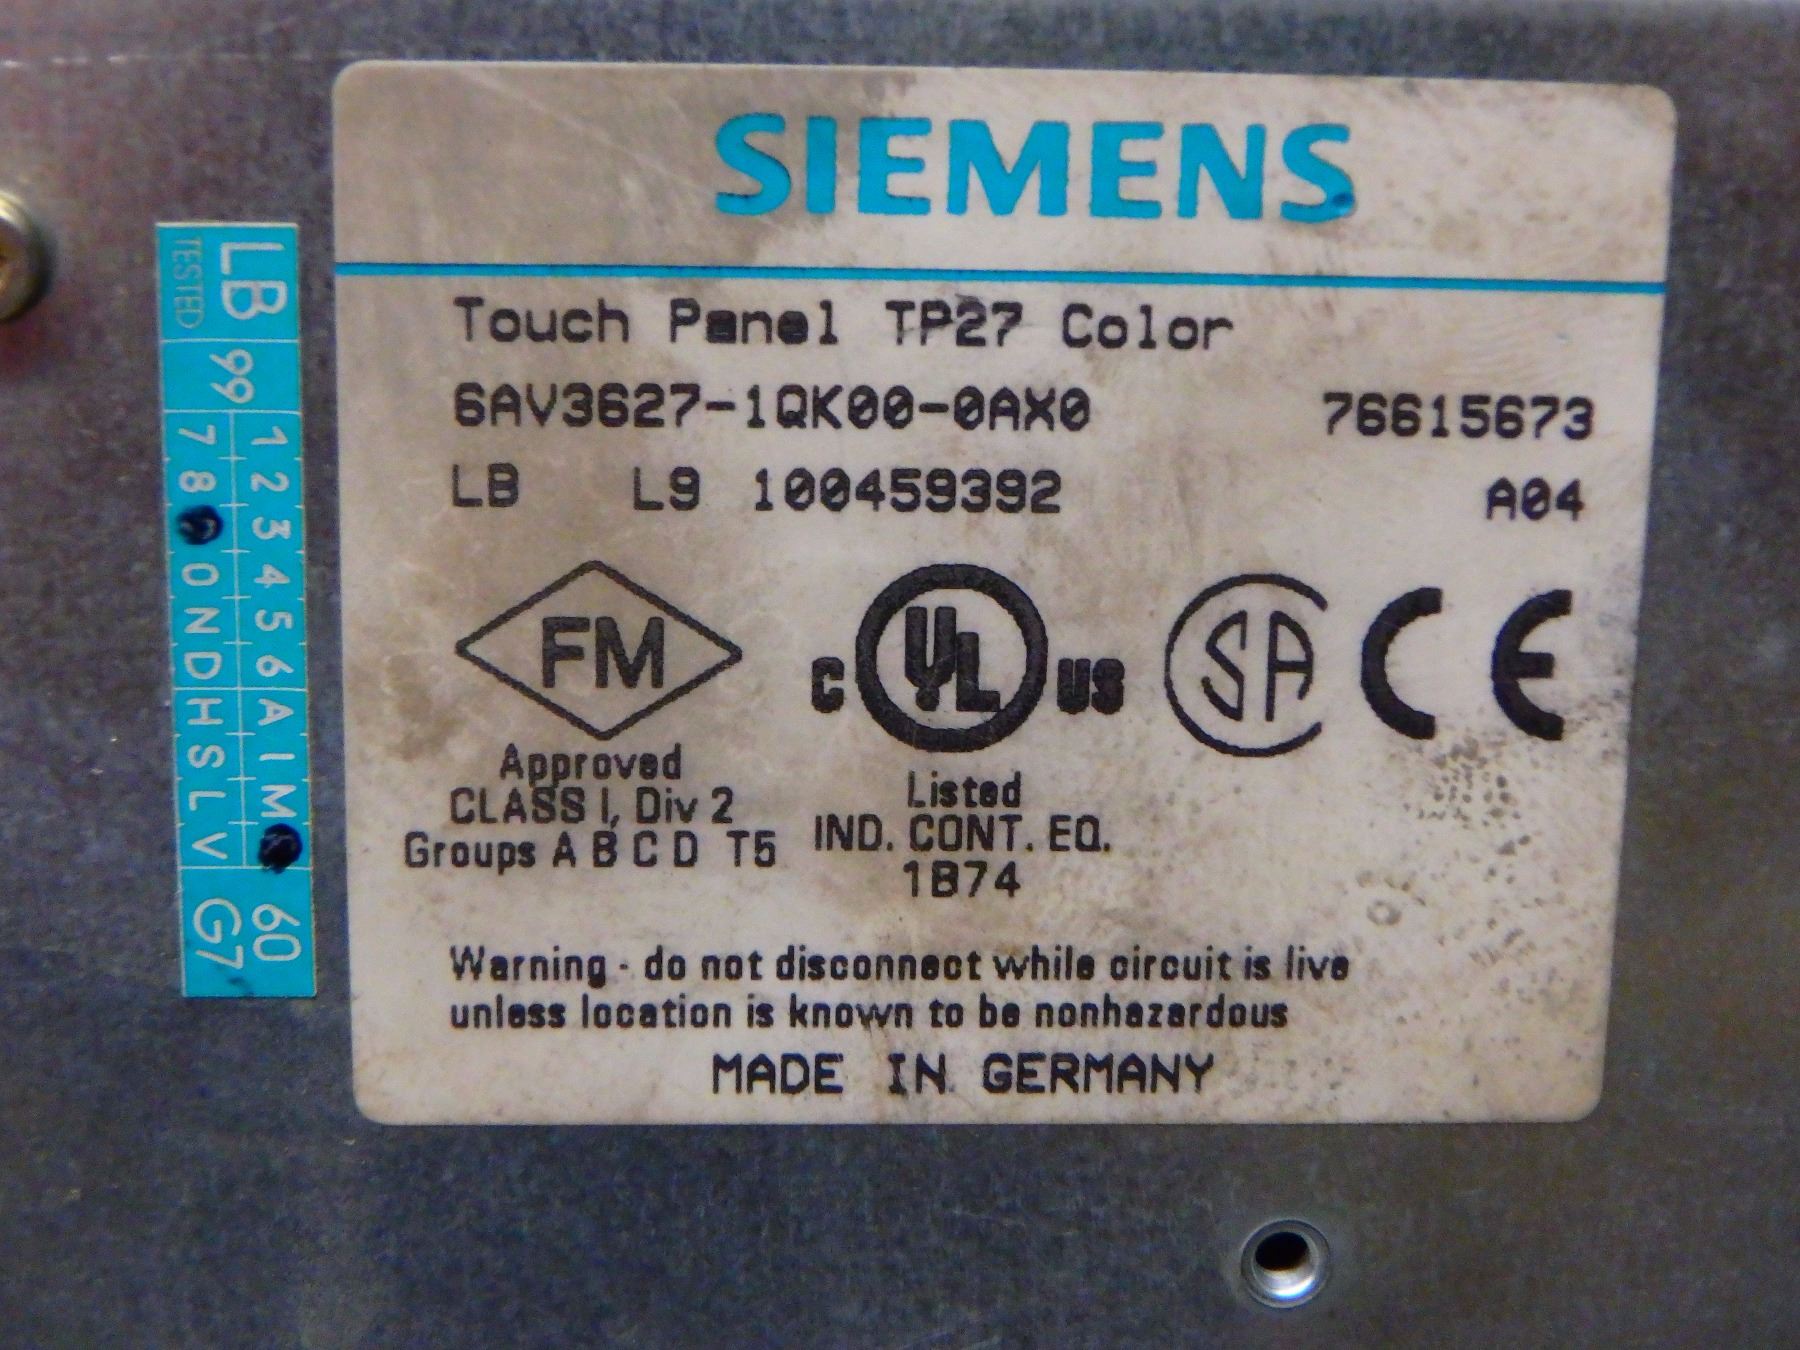 SIEMENS
Touch Panel TP27 Color
6AV3627-1QK00-0AX0 76615673
LB L9 100459392 A04
FM
Approved
CLASS I, Div 2
Groups A B C D T5
C UL US
Listed
IND. CONT. EQ.
1B74
SA CE
Warning - do not disconnect while circuit is live
unless location is known to be nonhazardous
MADE IN GERMANY
LB 99 1 2 3 4 5 6 A I M 60
TESTED 7 8 O N D H S L V G7